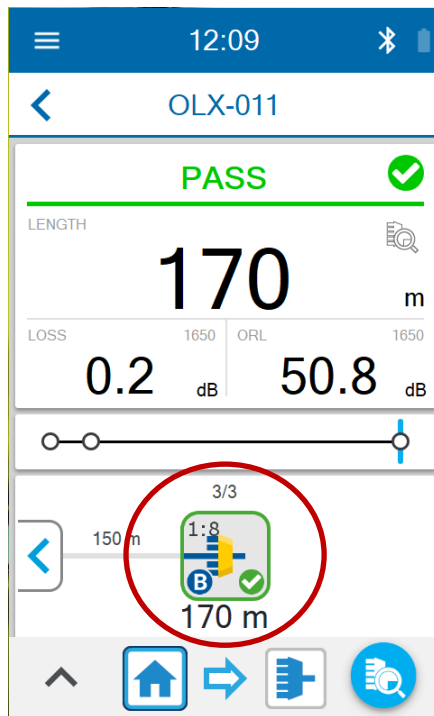 12:09
OLX-011
PASS
LENGTH
170
m
LOSS 1650 ORL 1650
0.2 dB 50.8 dB
3/3
150 m
1:8
B
170 m